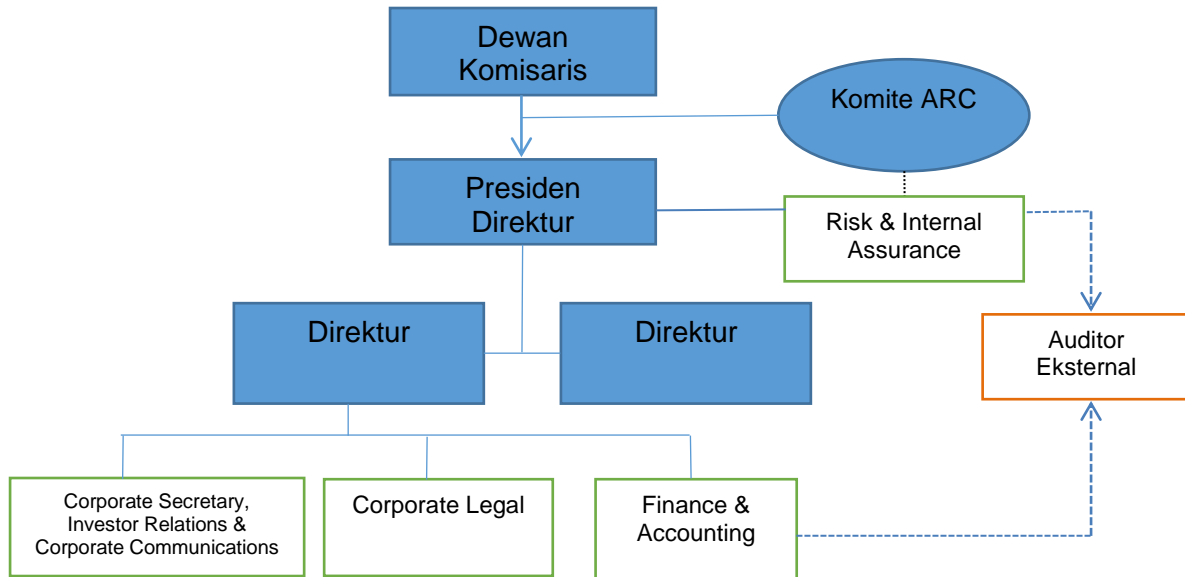 Dewan
Komisaris
Komite ARC
Presiden
Direktur
Risk & Internal
Assurance
Direktur
Direktur
Auditor
Eksternal
Corporate Secretary,
Investor Relations &
Corporate Communications
Corporate Legal
Finance &
Accounting